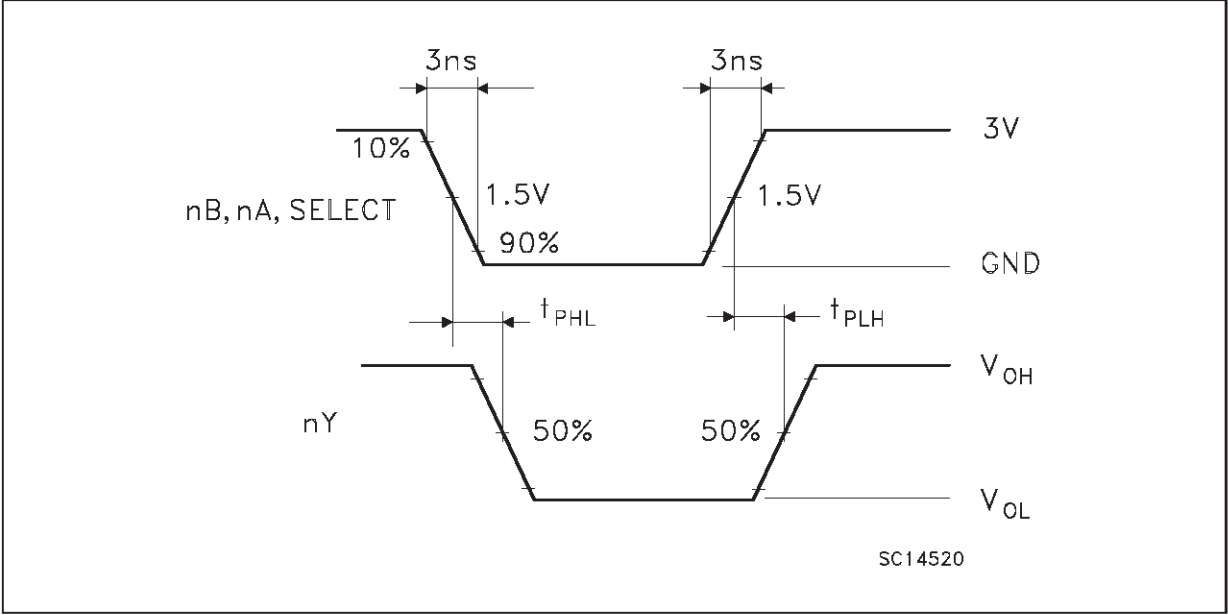 3ns 3ns
3V
10%
1.5V 1.5V
nB, nA, SELECT
90%
GND
tPHL tPLH
VOH
nY
50% 50%
VOL
SC14520